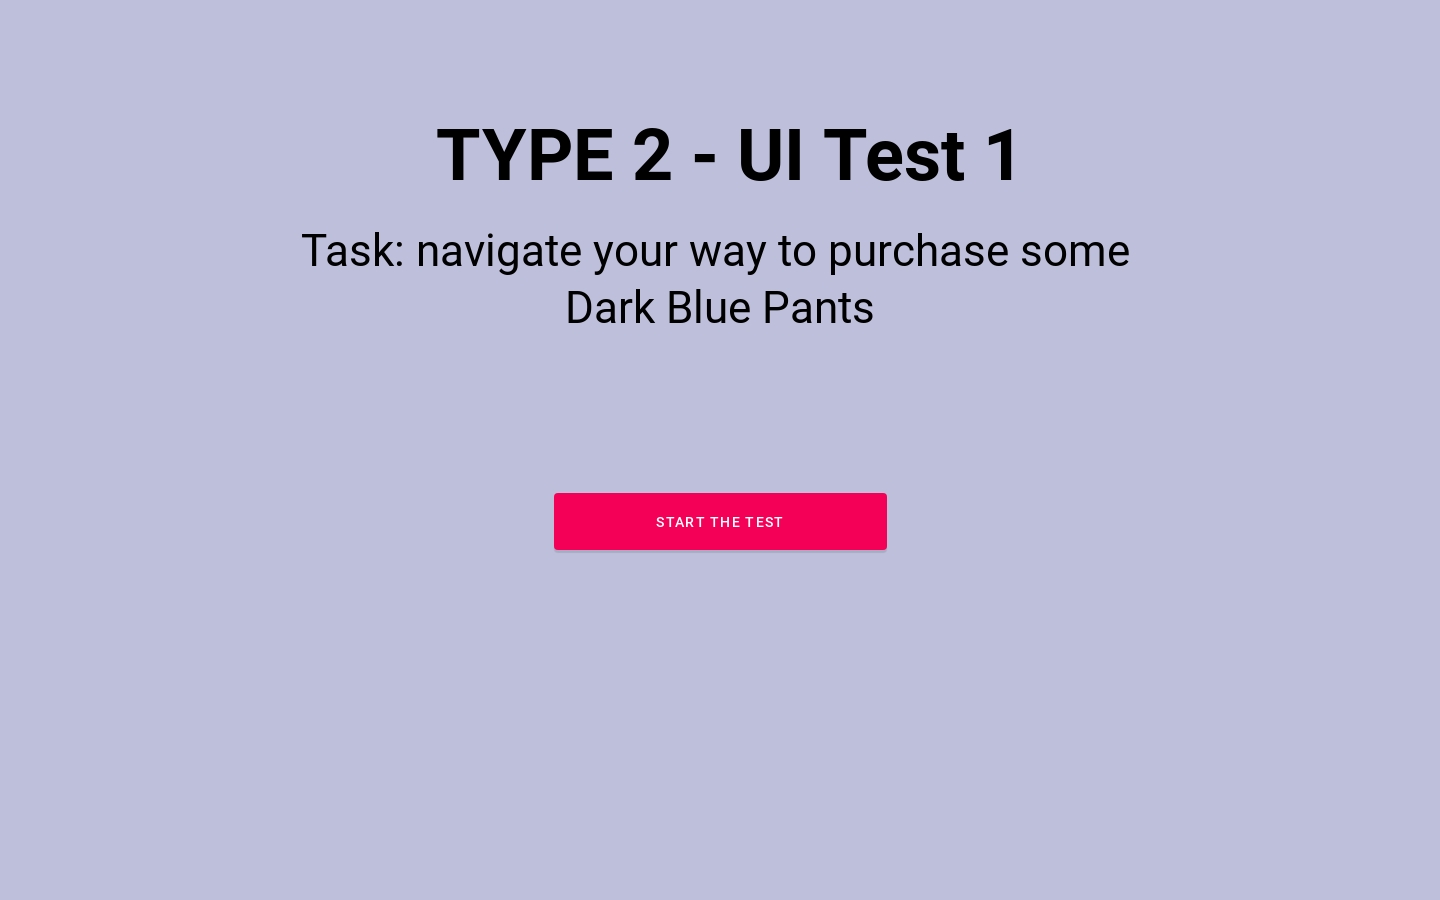 TYPE 2 - UI Test 1
Task: navigate your way to purchase some
Dark Blue Pants
START THE TEST